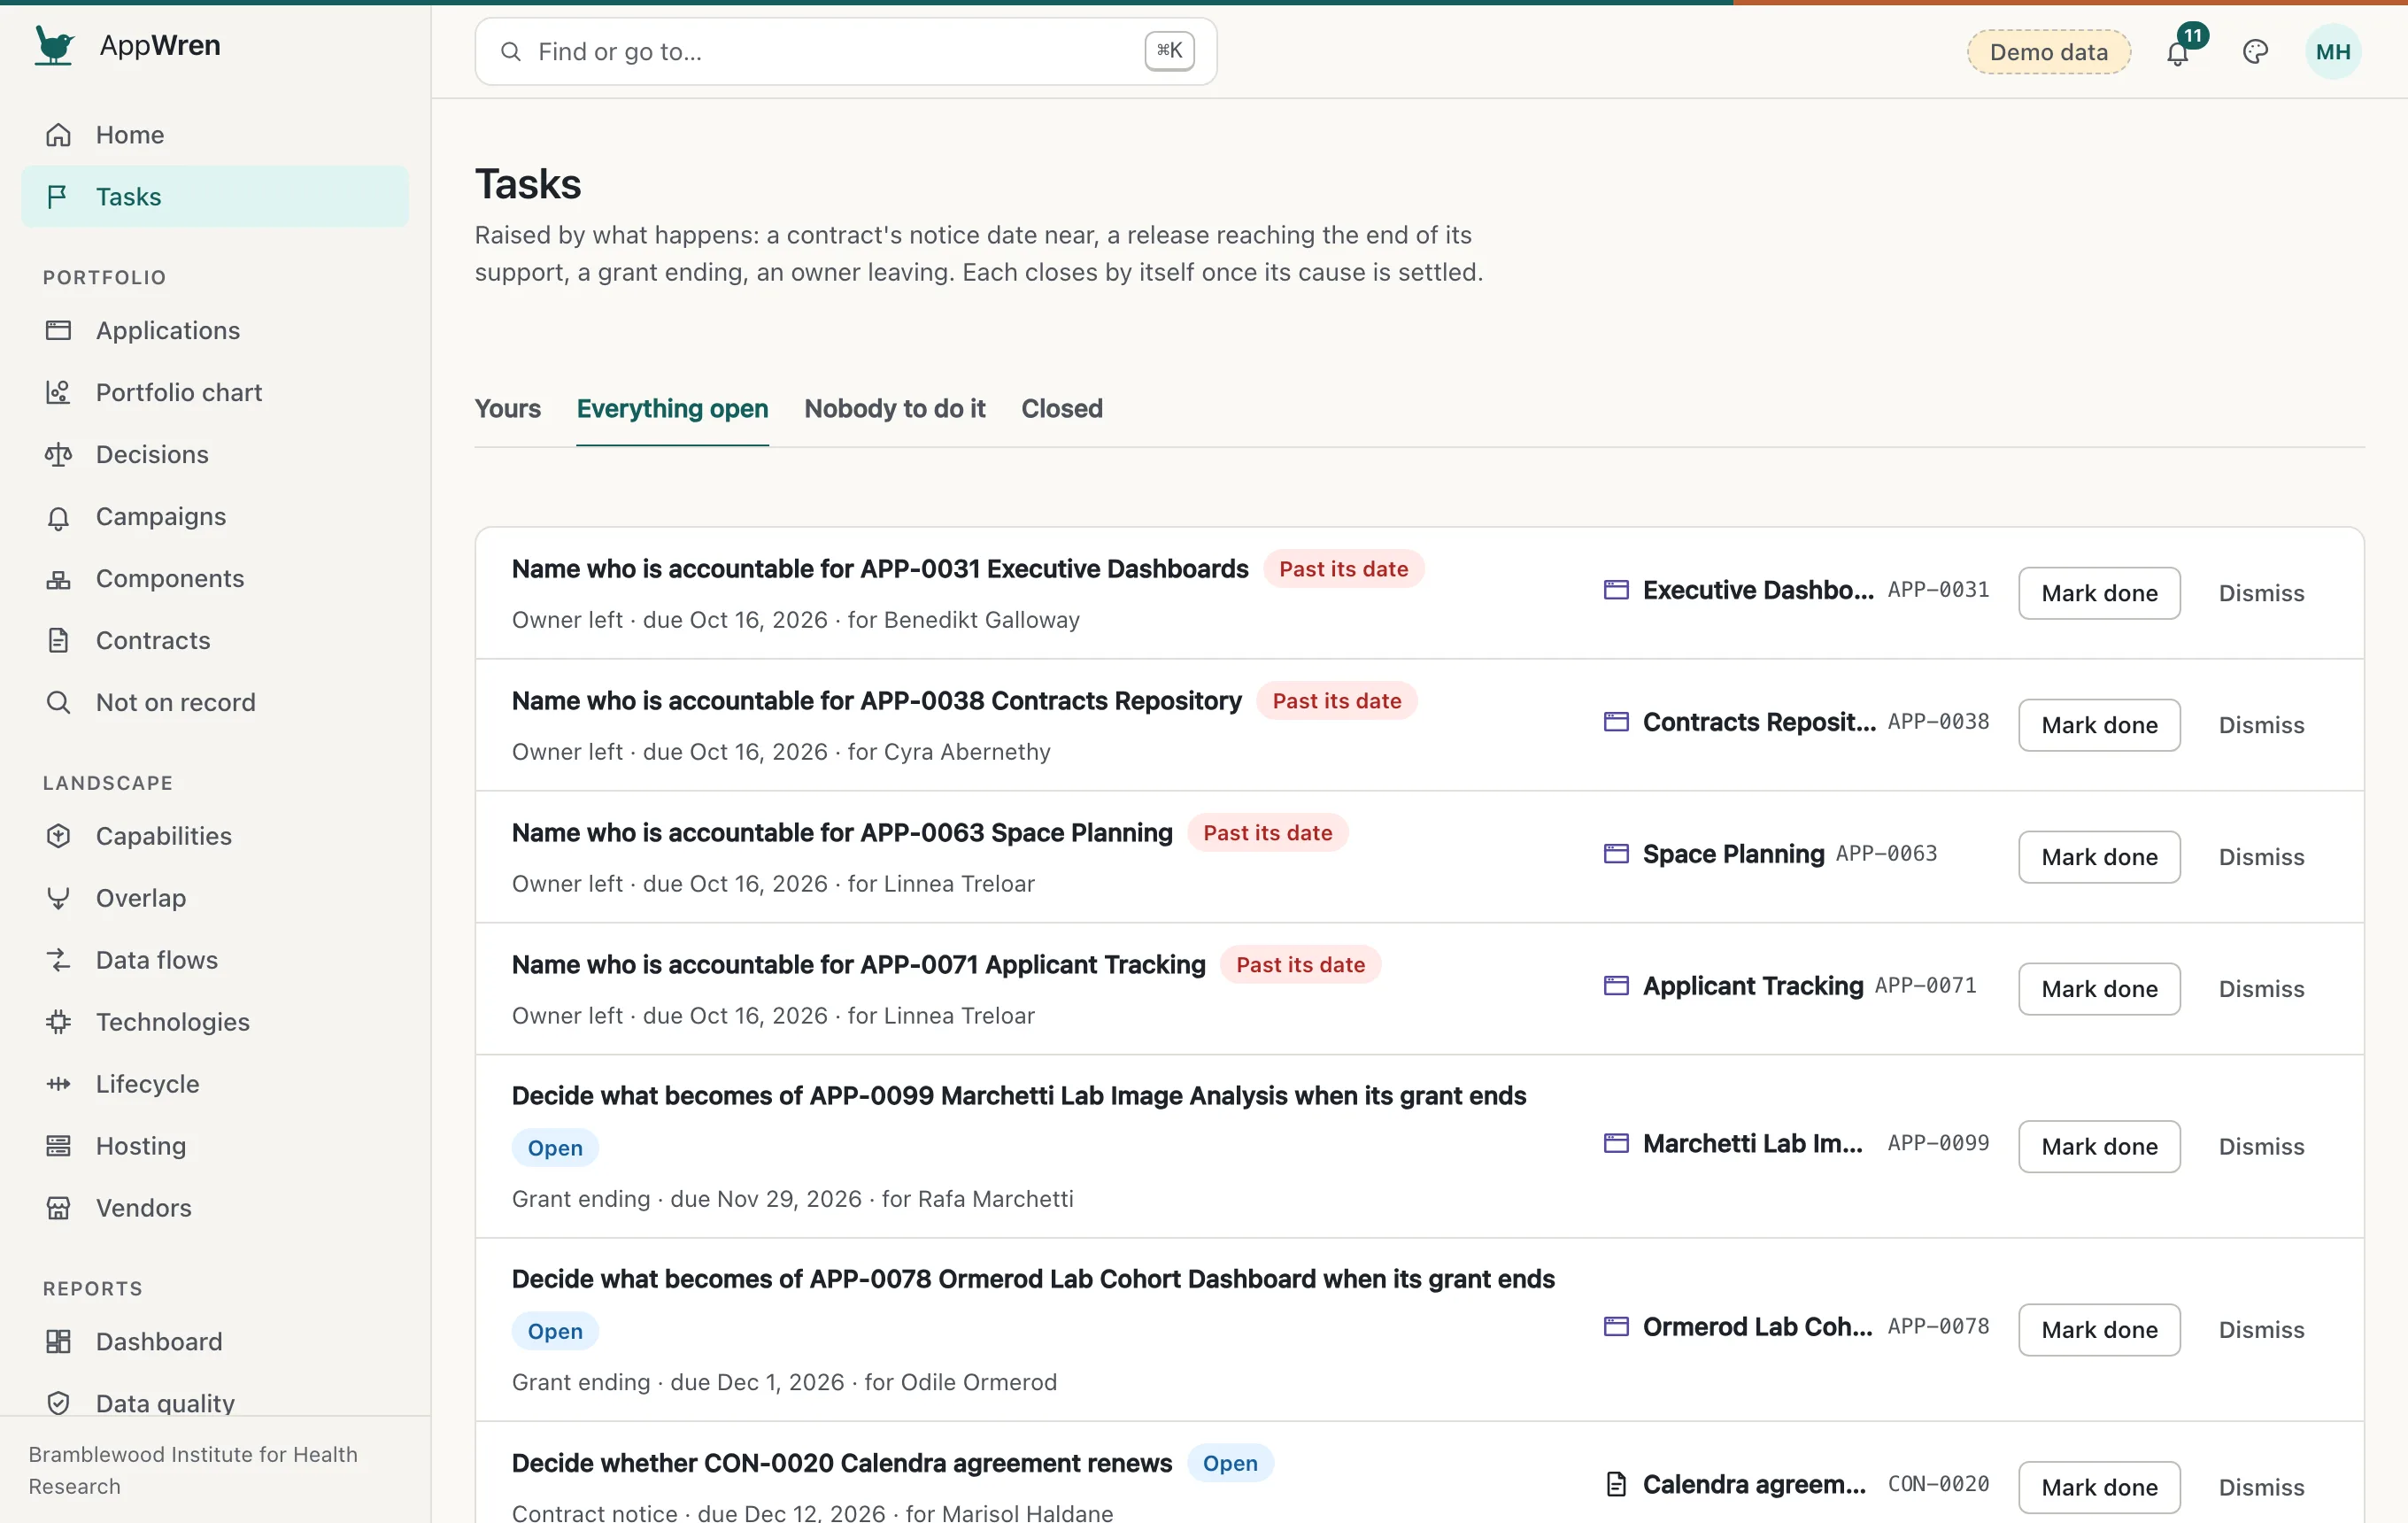 AppWren
Find or go to...
⌘K
Demo data
11
MH
Home
Tasks
PORTFOLIO
Applications
Portfolio chart
Decisions
Campaigns
Components
Contracts
Not on record
LANDSCAPE
Capabilities
Overlap
Data flows
Technologies
Lifecycle
Hosting
Vendors
REPORTS
Dashboard
Data quality
Bramblewood Institute for Health
Research
Tasks
Raised by what happens: a contract's notice date near, a release reaching the end of its
support, a grant ending, an owner leaving. Each closes by itself once its cause is settled.
Yours Everything open Nobody to do it Closed
Name who is accountable for APP-0031 Executive Dashboards Past its date
Owner left · due Oct 16, 2026 · for Benedikt Galloway
Executive Dashbo... APP-0031 Mark done Dismiss
Name who is accountable for APP-0038 Contracts Repository Past its date
Owner left · due Oct 16, 2026 · for Cyra Abernethy
Contracts Reposit... APP-0038 Mark done Dismiss
Name who is accountable for APP-0063 Space Planning Past its date
Owner left · due Oct 16, 2026 · for Linnea Treloar
Space Planning APP-0063 Mark done Dismiss
Name who is accountable for APP-0071 Applicant Tracking Past its date
Owner left · due Oct 16, 2026 · for Linnea Treloar
Applicant Tracking APP-0071 Mark done Dismiss
Decide what becomes of APP-0099 Marchetti Lab Image Analysis when its grant ends
Open
Grant ending · due Nov 29, 2026 · for Rafa Marchetti
Marchetti Lab Im... APP-0099 Mark done Dismiss
Decide what becomes of APP-0078 Ormerod Lab Cohort Dashboard when its grant ends
Open
Grant ending · due Dec 1, 2026 · for Odile Ormerod
Ormerod Lab Coh... APP-0078 Mark done Dismiss
Decide whether CON-0020 Calendra agreement renews Open
Contract notice · due Dec 12, 2026 · for Marisol Haldane
Calendra agreem... CON-0020 Mark done Dismiss